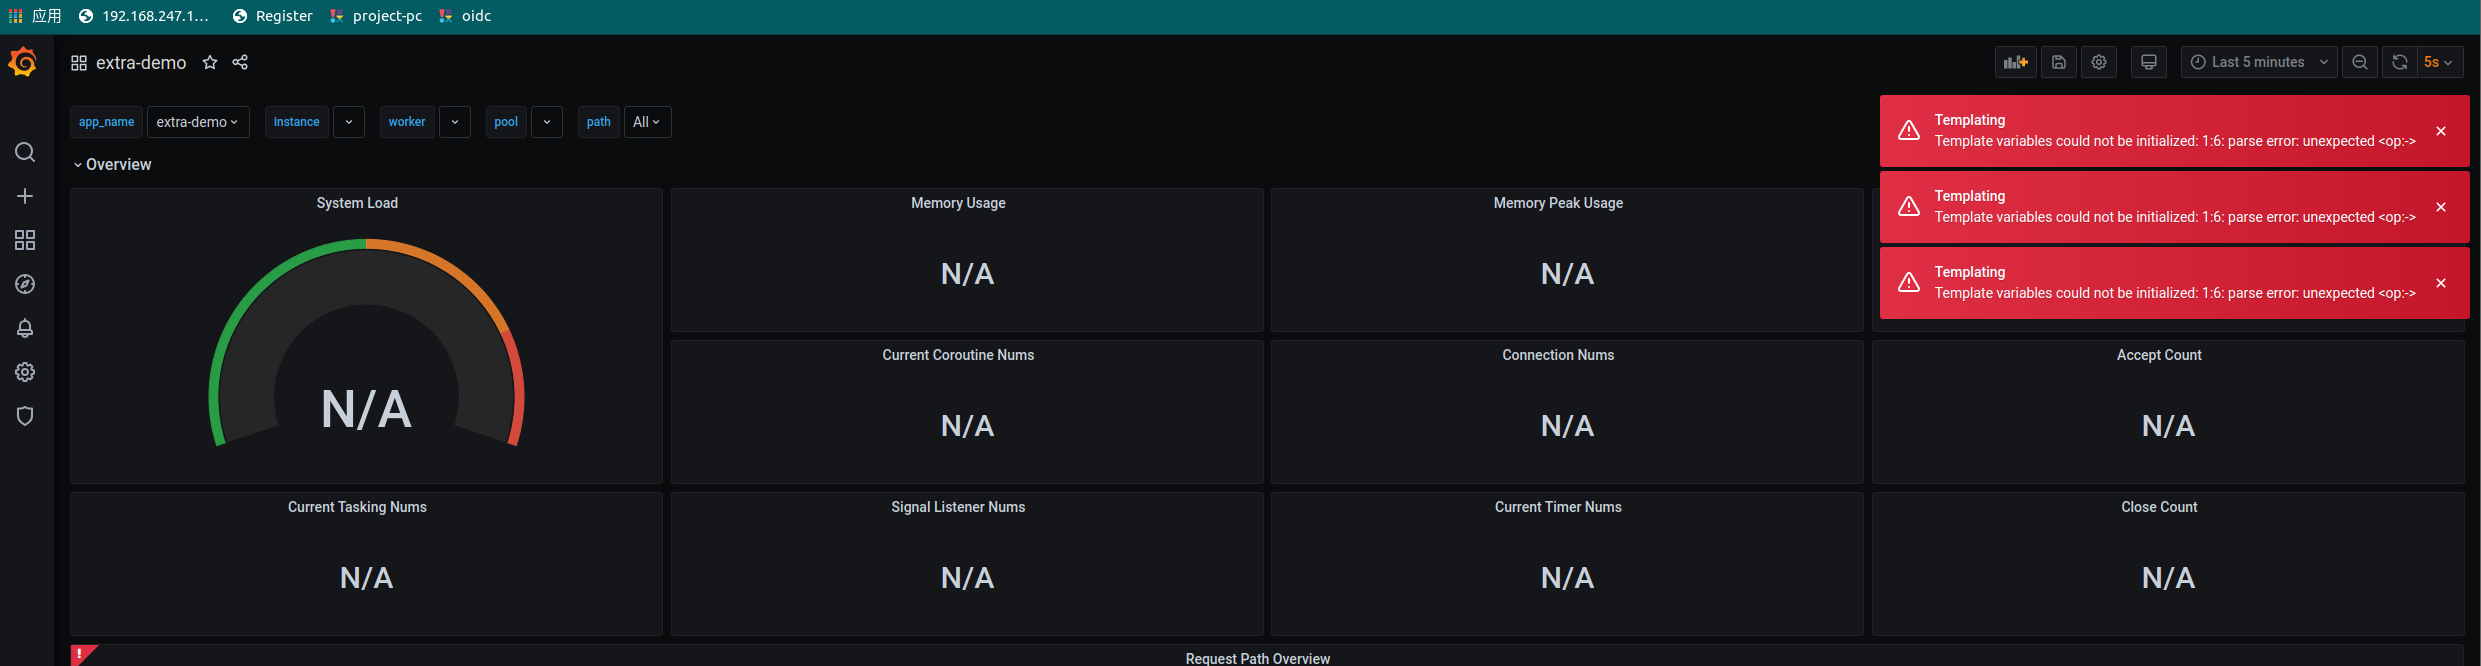 应用 192.168.247.1... Register project-pc oidc
extra-demo Last 5 minutes 5s
app_name extra-demo instance worker pool path All
Templating
Template variables could not be initialized: 1:6: parse error: unexpected <op:->
Templating
Template variables could not be initialized: 1:6: parse error: unexpected <op:->
Templating
Template variables could not be initialized: 1:6: parse error: unexpected <op:->
Overview
System Load
N/A
Memory Usage
N/A
Memory Peak Usage
N/A
Current Coroutine Nums
N/A
Connection Nums
N/A
Accept Count
N/A
Current Tasking Nums
N/A
Signal Listener Nums
N/A
Current Timer Nums
N/A
Close Count
N/A
!
Request Path Overview